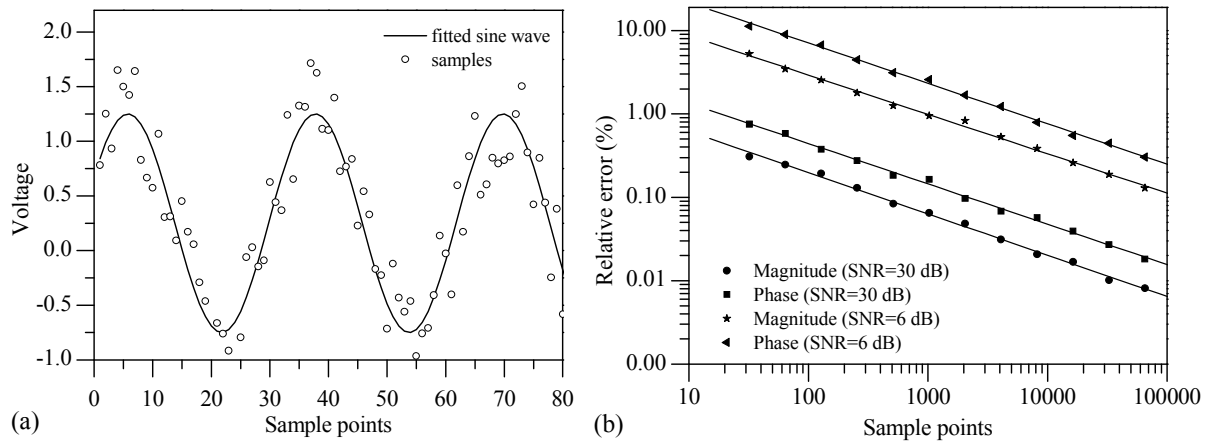 2.0
1.5
1.0
0.5
0.0
-0.5
-1.0
Voltage
fitted sine wave
samples
0 10 20 30 40 50 60 70 80
Sample points
(a)
10.00
1.00
0.10
0.01
0.00
Relative error (%)
Magnitude (SNR=30 dB)
Phase (SNR=30 dB)
Magnitude (SNR=6 dB)
Phase (SNR=6 dB)
10 100 1000 10000 100000
Sample points
(b)